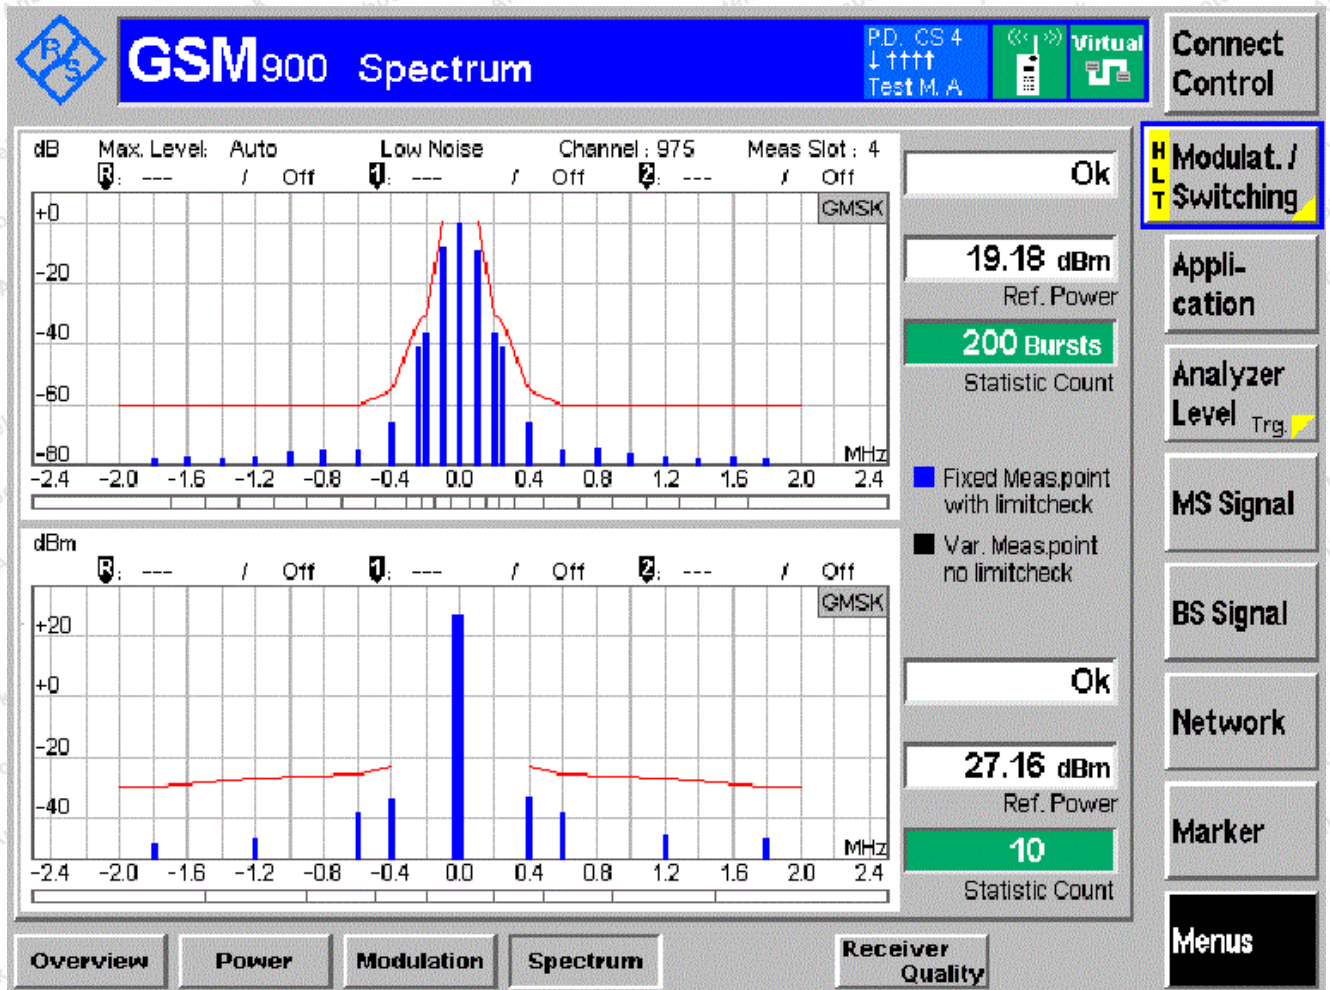 R S
GSM900 Spectrum
P.D. CS 4
↓ ↑↑↑↑
Test M. A
Virtual
Connect
Control
dB Max. Level: Auto Low Noise Channel : 975 Meas Slot : 4
R : --- / Off 1 : --- / Off 2 : --- / Off
GMSK
+0
-20
-40
-60
-80
MHz
-2.4 -2.0 -1.6 -1.2 -0.8 -0.4 0.0 0.4 0.8 1.2 1.6 2.0 2.4
Ok
19.18 dBm
Ref. Power
200 Bursts
Statistic Count
Fixed Meas.point
with limitcheck
Var. Meas.point
no limitcheck
dBm
R : --- / Off 1 : --- / Off 2 : --- / Off
GMSK
+20
+0
-20
-40
MHz
-2.4 -2.0 -1.6 -1.2 -0.8 -0.4 0.0 0.4 0.8 1.2 1.6 2.0 2.4
Ok
27.16 dBm
Ref. Power
10
Statistic Count
HLT
Modulat. /
Switching
Appli-
cation
Analyzer
Level Trg.
MS Signal
BS Signal
Network
Marker
Menus
Overview Power Modulation Spectrum Receiver
Quality